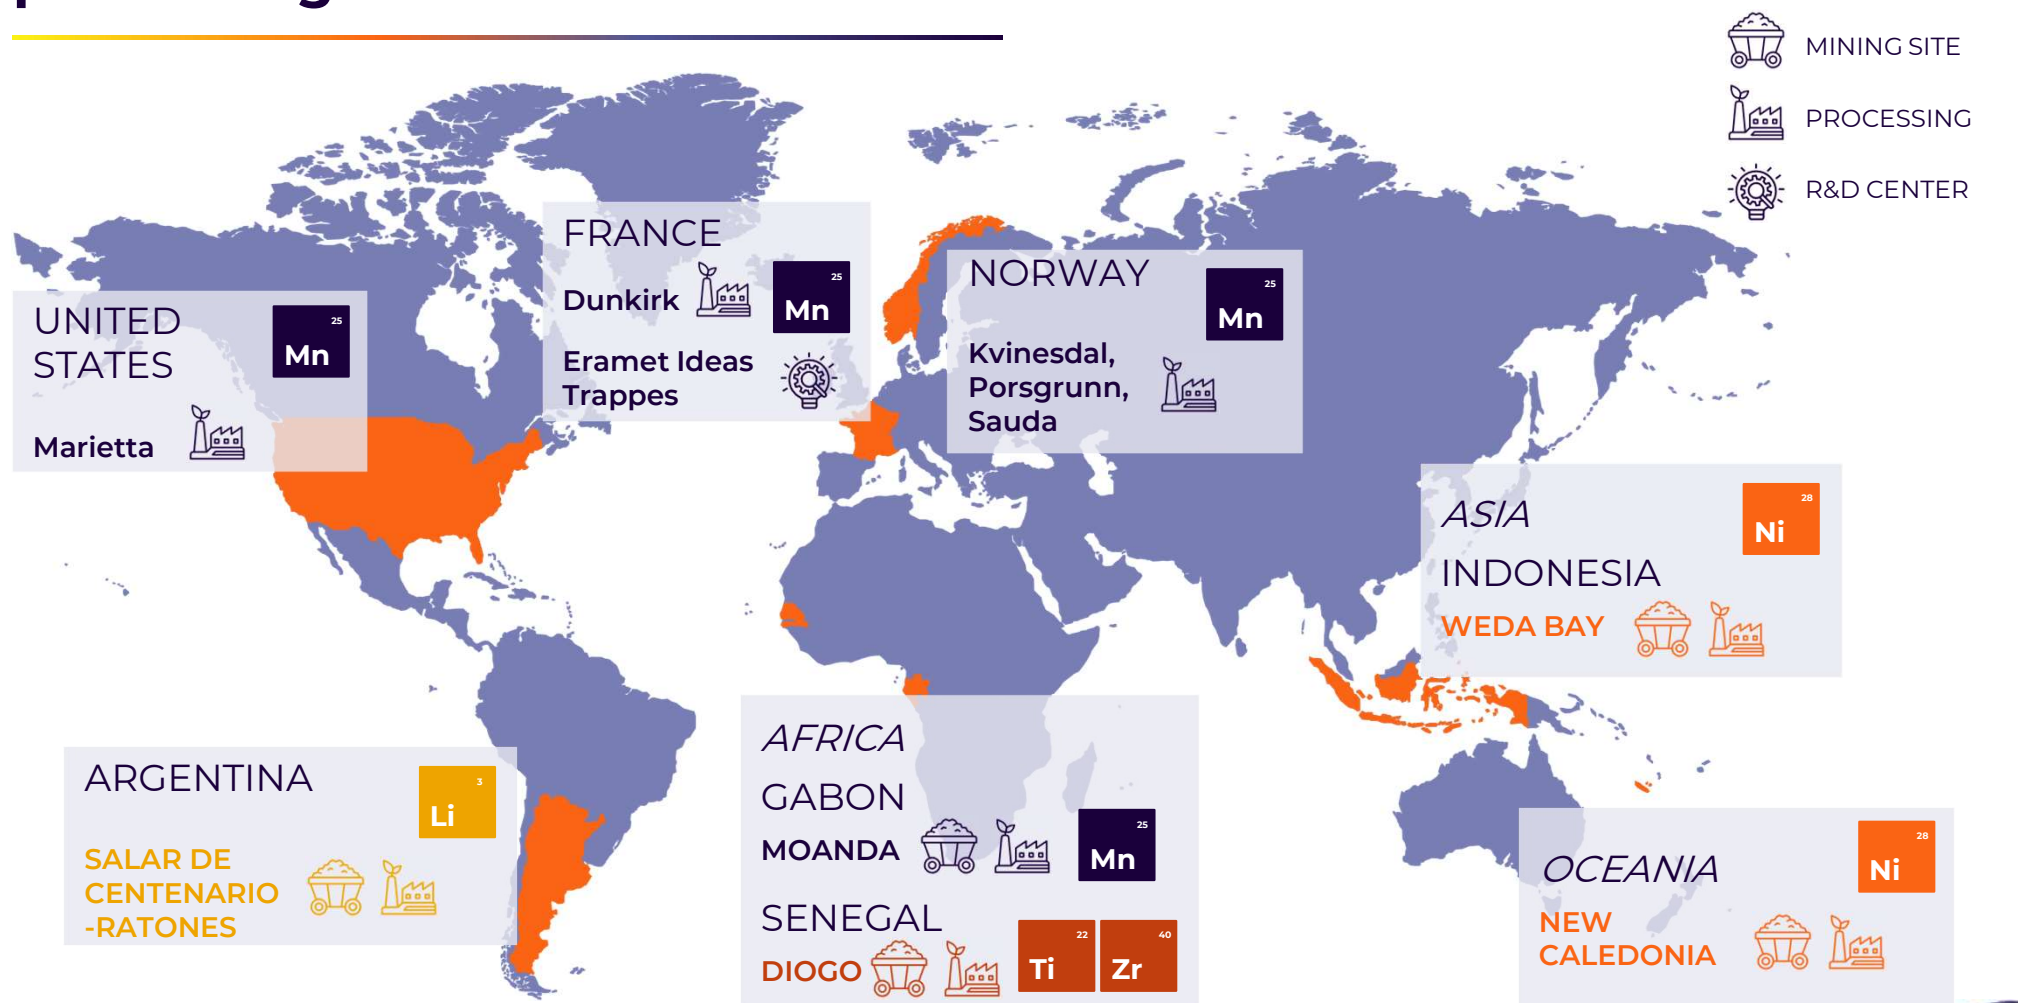 MINING SITE
PROCESSING
R&D CENTER
UNITED
STATES
25
Mn
Marietta
FRANCE
Dunkirk
25
Mn
Eramet Ideas
Trappes
NORWAY
25
Mn
Kvinesdal,
Porsgrunn,
Sauda
ASIA
28
Ni
INDONESIA
WEDA BAY
ARGENTINA
3
Li
SALAR DE
CENTENARIO
-RATONES
AFRICA
GABON
MOANDA
25
Mn
SENEGAL
DIOGO
22
Ti
40
Zr
OCEANIA
28
Ni
NEW
CALEDONIA